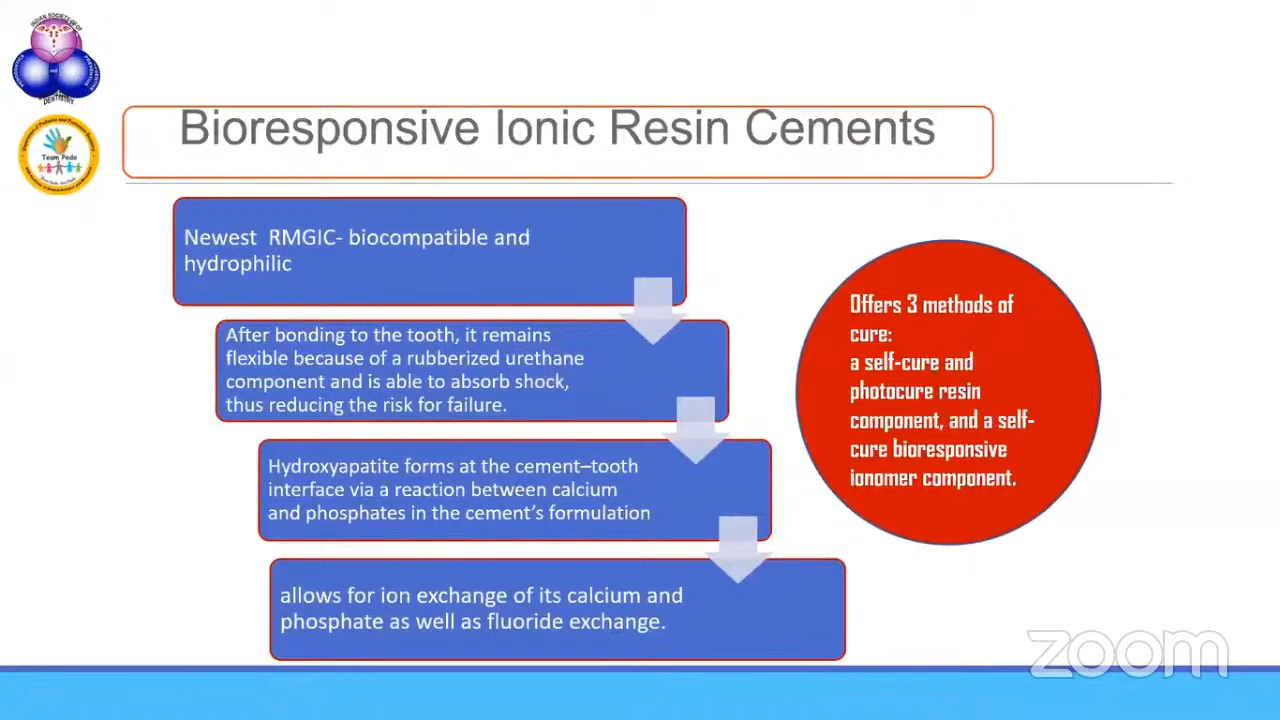 INDIAN SOCIETY OF
DENTISTRY
Team Pedo
Bioresponsive Ionic Resin Cements
Newest RMGIC- biocompatible and
hydrophilic
After bonding to the tooth, it remains
flexible because of a rubberized urethane
component and is able to absorb shock,
thus reducing the risk for failure.
Hydroxyapatite forms at the cement–tooth
interface via a reaction between calcium
and phosphates in the cement's formulation
allows for ion exchange of its calcium and
phosphate as well as fluoride exchange.
Offers 3 methods of
cure:
a self-cure and
photocure resin
component, and a self-
cure bioresponsive
ionomer component.
zoom